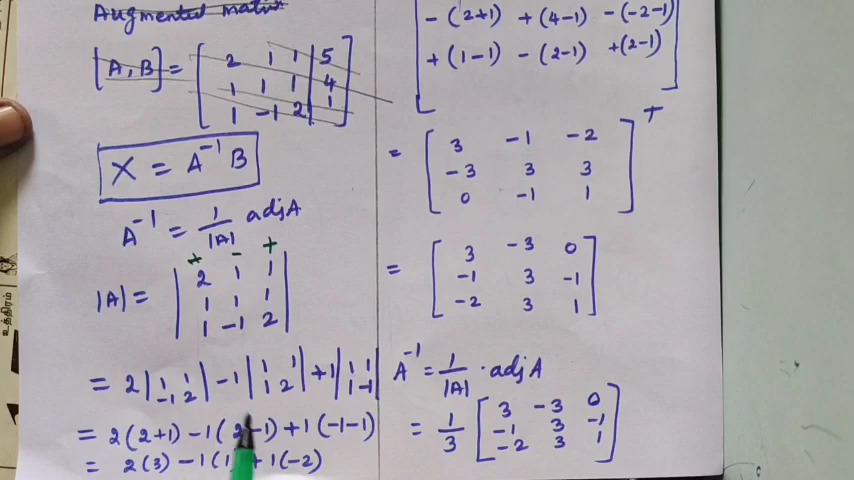 Augmented matrix
[A, B] = [ 2 1 1 | 5
1 1 1 | 4
1 -1 2 | 1 ]
X = A⁻¹ B
A⁻¹ = 1/|A| adj A
+ - +
|A| = | 2 1 1
1 1 1
1 -1 2 |
= 2 | 1 1 -1 2 | -1 | 1 1 1 2 | +1 | 1 1 1 -1 |
= 2(2+1) -1(2-1) +1(-1-1)
= 2(3) -1(1) +1(-2)
-(2+1) +(4-1) -(-2-1)
+(1-1) -(2-1) +(2-1)
= [ 3 -1 -2
-3 3 3
0 -1 1 ]ᵀ
= [ 3 -3 0
-1 3 -1
-2 3 1 ]
A⁻¹ = 1/|A| · adj A
= 1/3 [ 3 -3 0
-1 3 -1
-2 3 1 ]
உத்திரம்